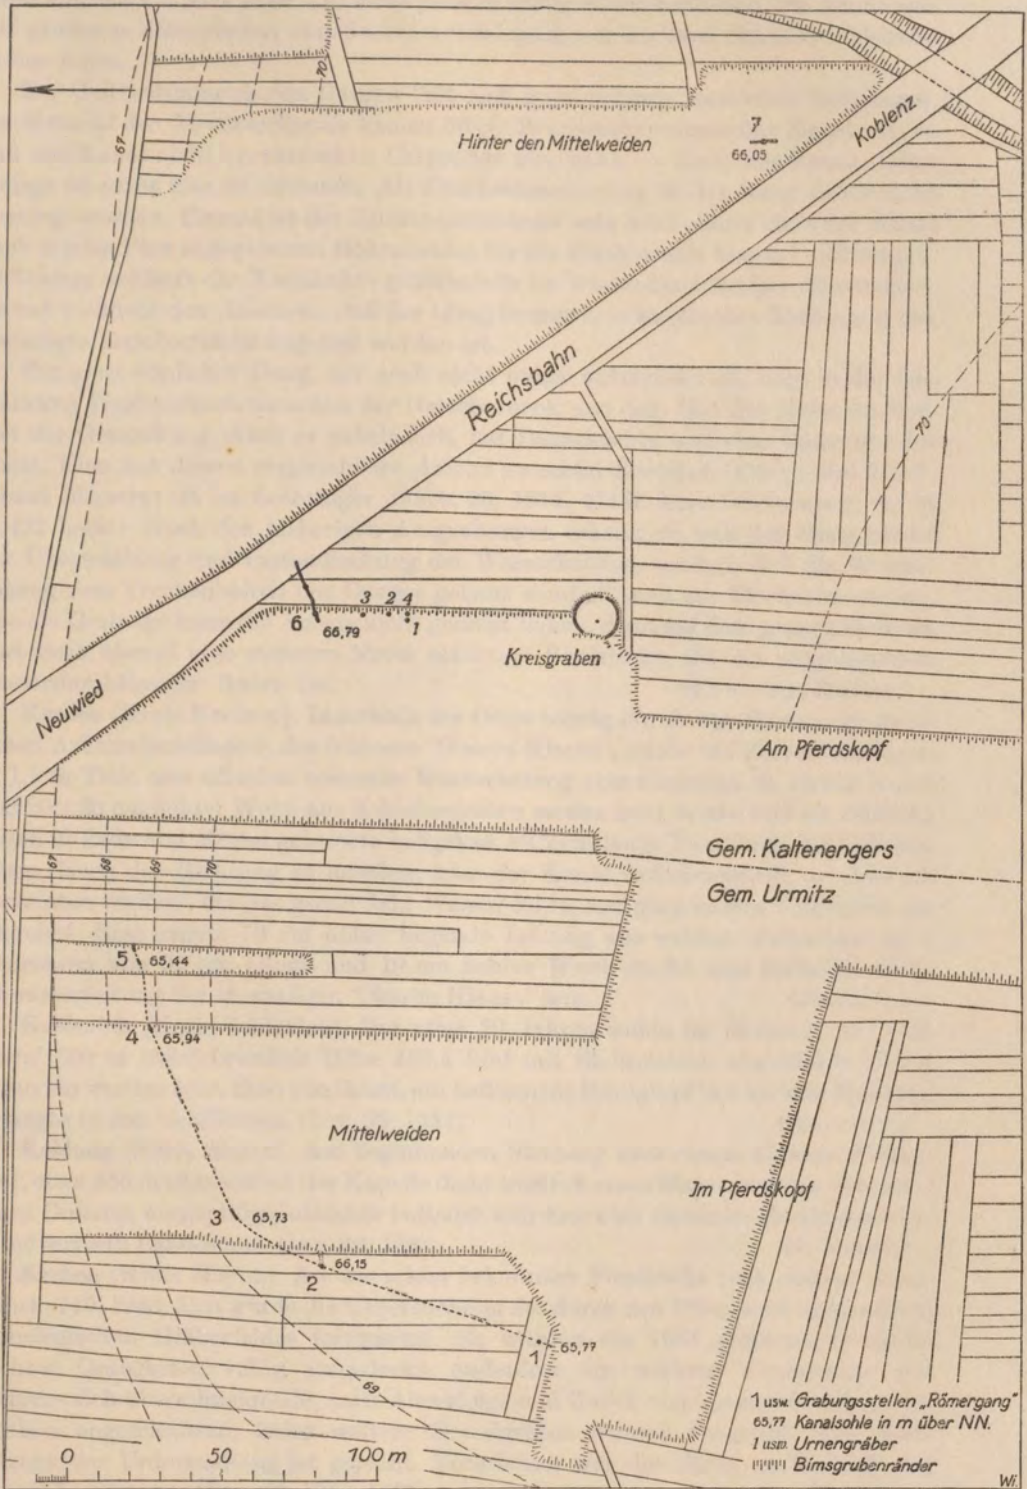 67
70
Hinter den Mittelweiden
7
66,05
Koblenz
Reichsbahn
70
3 2 4
6
1
66,79
Kreisgraben
Neuwied
Am Pferdskopf
67
68
69
70
Gem. Kaltenengers
Gem. Urmitz
5
65,44
4
65,94
Mittelweiden
Jm Pferdskopf
3
65,73
66,15
2
1
65,77
69
1 usw. Grabungsstellen „Römergang"
65,77 Kanalsohle in m über NN.
1 usw. Urnengräber
Bimsgrubenränder
0 50 100 m
Wi.